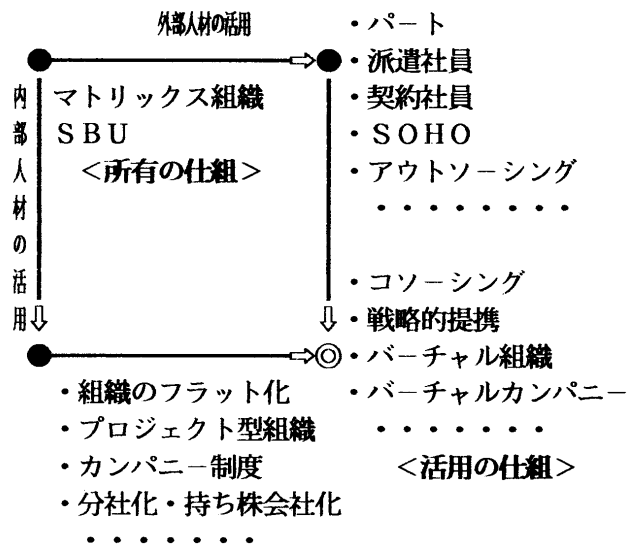 外部人材の活用
・パート
・派遣社員
・契約社員
・SOHO
・アウトソーシング
・・・・・・・・
内部人材の活用
マトリックス組織
SBU
＜所有の仕組＞
・コソーシング
・戦略的提携
・バーチャル組織
・バーチャルカンパニー
・・・・・・・
＜活用の仕組＞
・組織のフラット化
・プロジェクト型組織
・カンパニー制度
・分社化・持ち株会社化
・・・・・・・